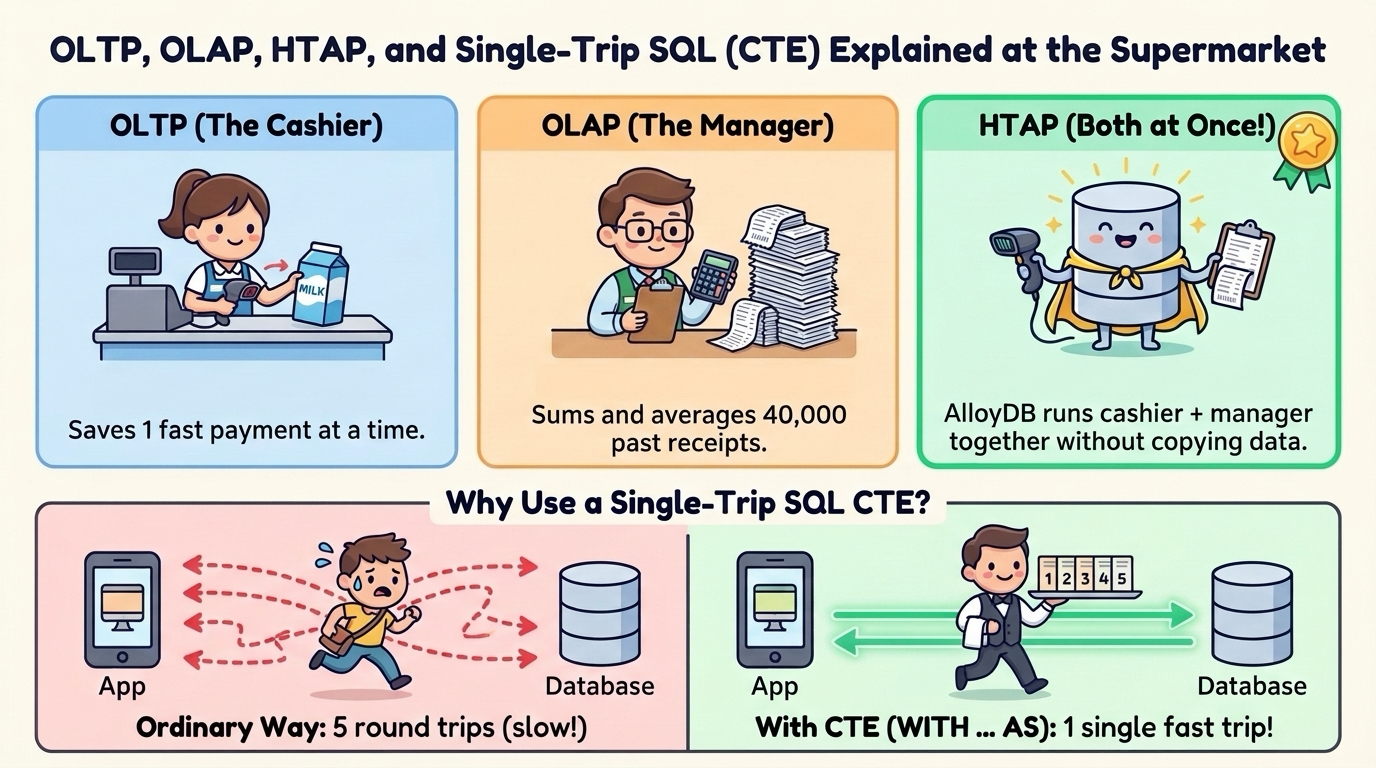 OLTP, OLAP, HTAP, and Single-Trip SQL (CTE) Explained at the Supermarket
OLTP (The Cashier)
MILK
Saves 1 fast payment at a time.
OLAP (The Manager)
Sums and averages 40,000
past receipts.
HTAP (Both at Once!)
AlloyDB runs cashier + manager
together without copying data.
Why Use a Single-Trip SQL CTE?
App
Database
Ordinary Way: 5 round trips (slow!)
1 2 3 4 5
App
Database
With CTE (WITH ... AS): 1 single fast trip!